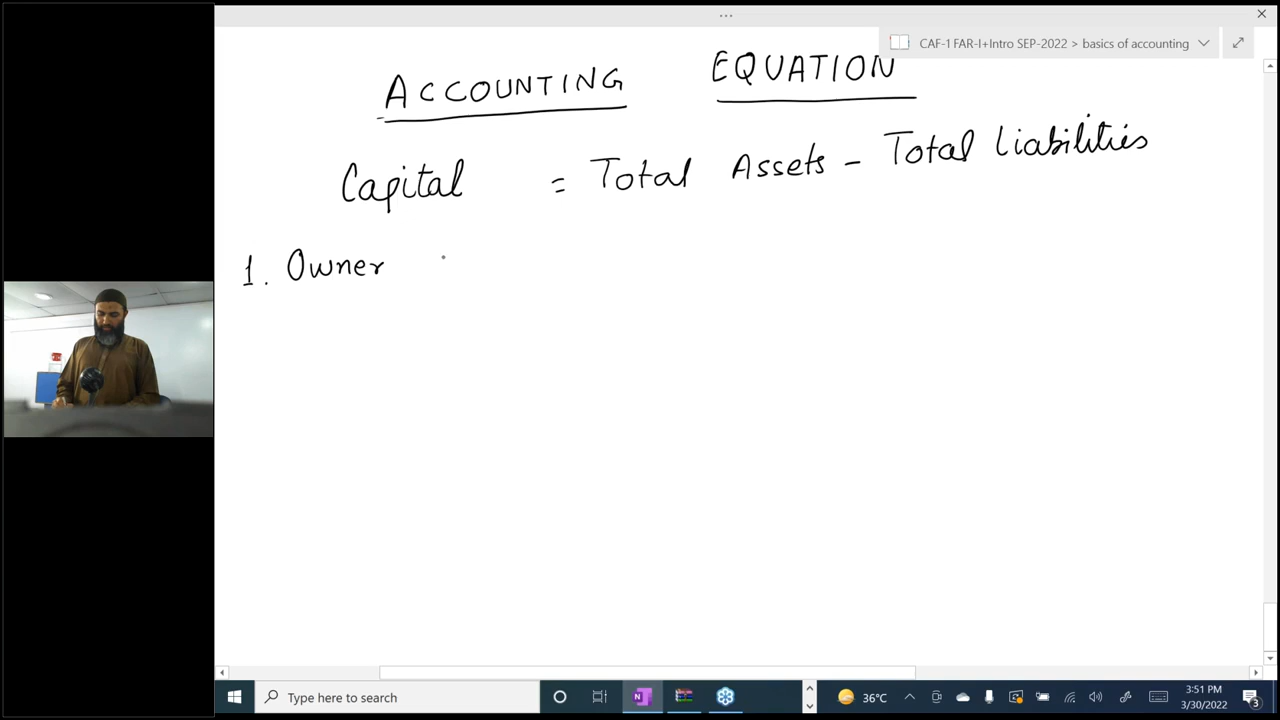 CAF-1 FAR-I+Intro SEP-2022 > basics of accounting
ACCOUNTING EQUATION
Capital = Total Assets - Total Liabilities
1. Owner
Type here to search
36°C
3:51 PM
3/30/2022
3